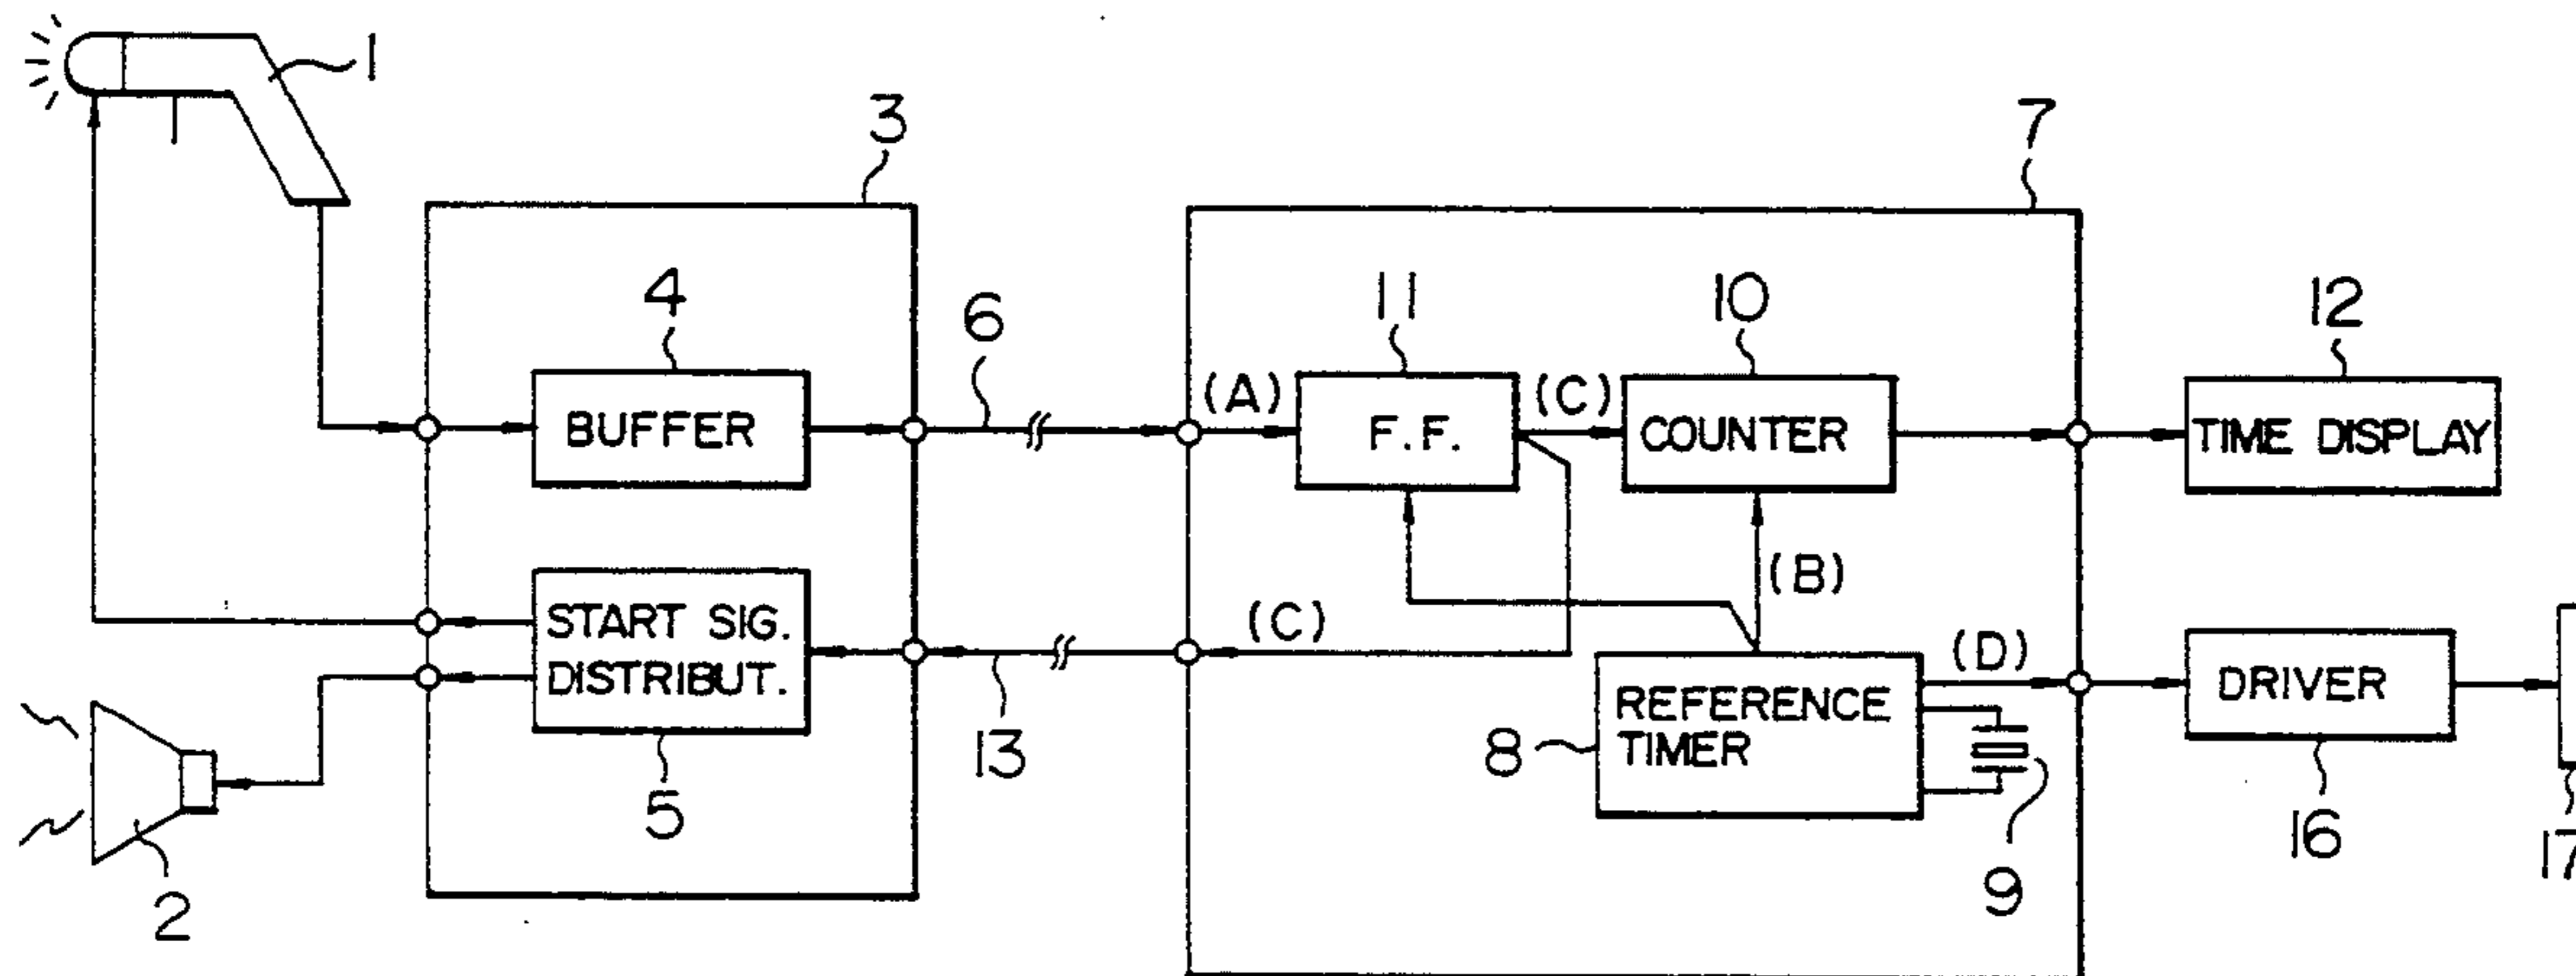 1
3
7
4
6
11
10
12
BUFFER
(A)
F.F.
(C)
COUNTER
TIME DISPLAY
(B)
START SIG.
DISTRIBUT.
(C)
(D)
REFERENCE
TIMER
DRIVER
8
13
5
9
16
17
2